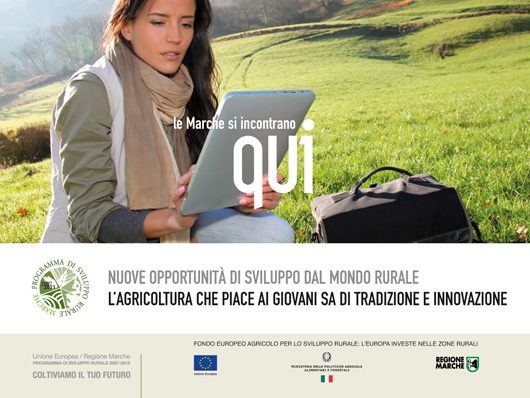 le Marche si incontrano
qui
MARCHE PROGRAMMA DI SVILUPPO RURALE
NUOVE OPPORTUNITÀ DI SVILUPPO DAL MONDO RURALE
L'AGRICOLTURA CHE PIACE AI GIOVANI SA DI TRADIZIONE E INNOVAZIONE
FONDO EUROPEO AGRICOLO PER LO SVILUPPO RURALE: L'EUROPA INVESTE NELLE ZONE RURALI
Unione Europea / Regione Marche
PROGRAMMA DI SVILUPPO RURALE 2007-2013
COLTIVIAMO IL TUO FUTURO
Unione Europea
MINISTERO DELLE POLITICHE AGRICOLE
ALIMENTARI E FORESTALI
REGIONE
MARCHE